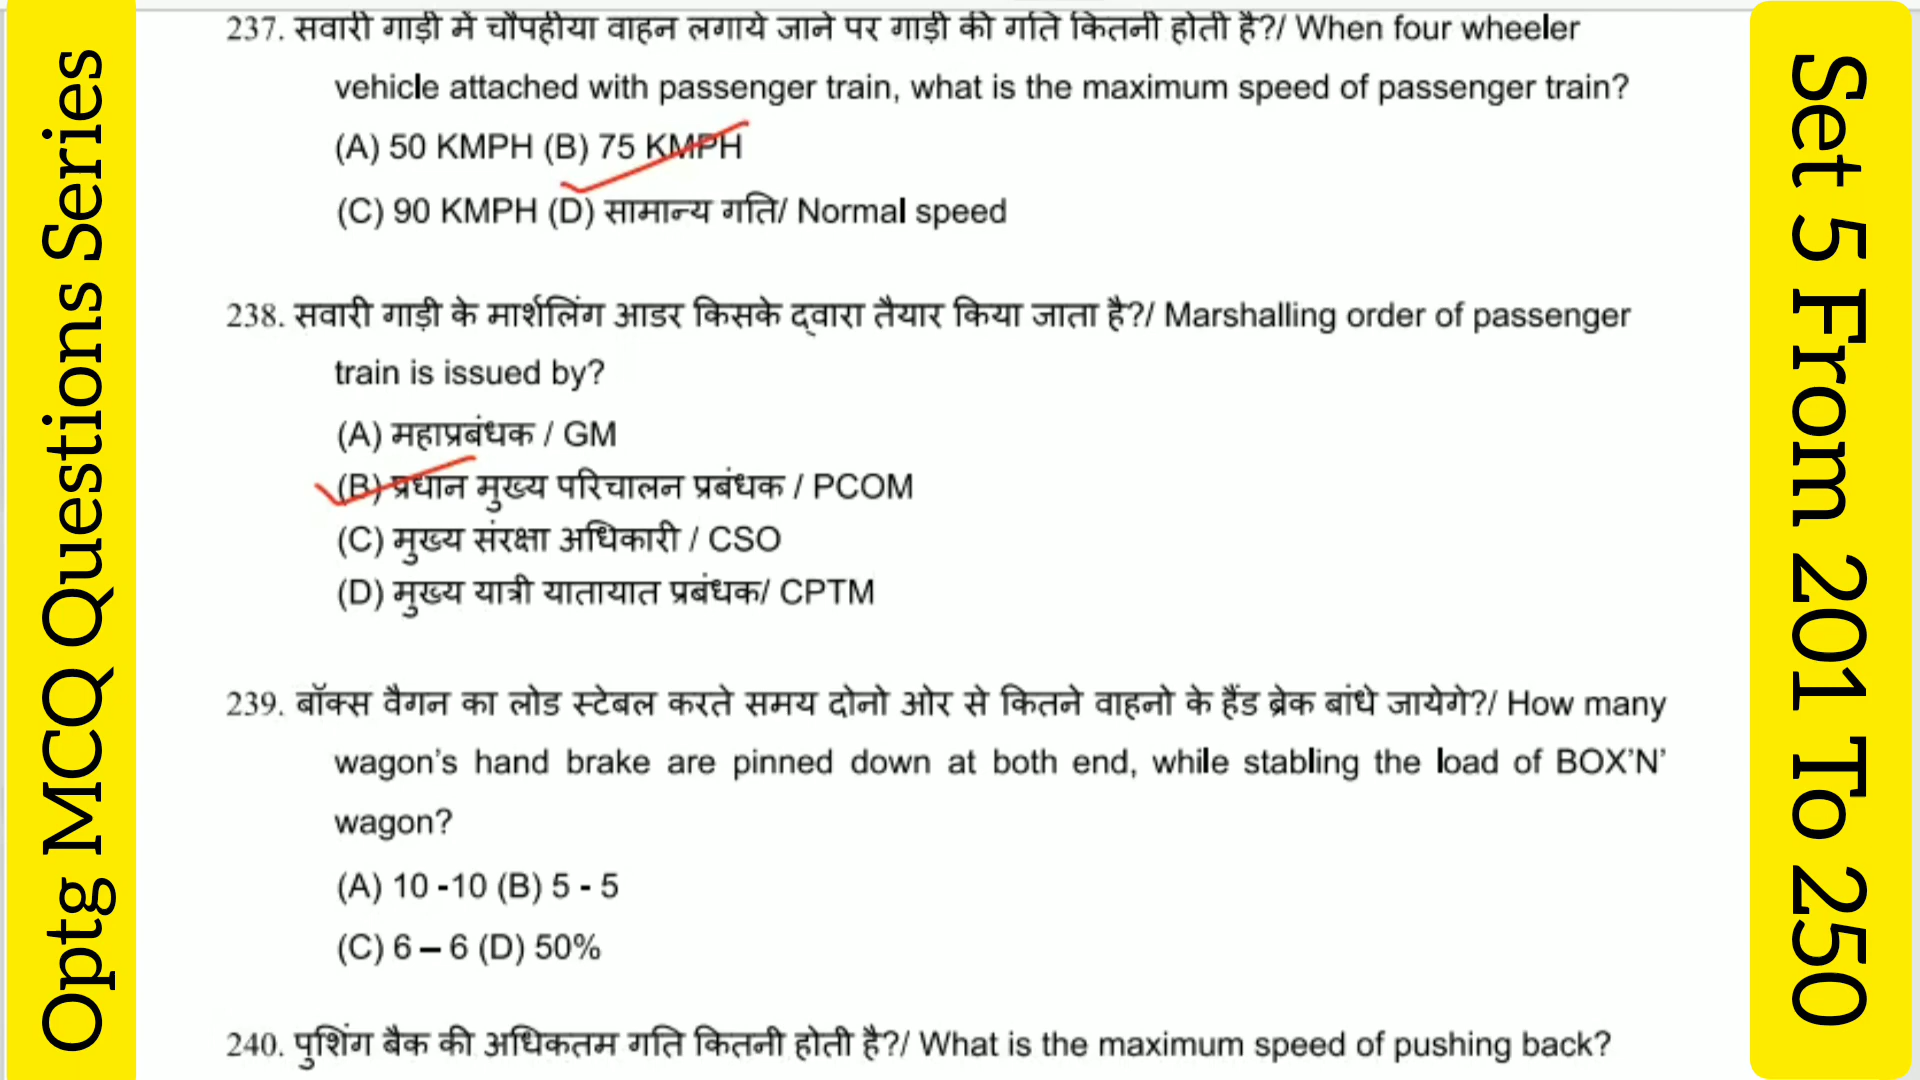 Optg MCQ Questions Series
237. सवारी गाड़ी में चौपहीया वाहन लगाये जाने पर गाड़ी की गति कितनी होती है?/ When four wheeler
vehicle attached with passenger train, what is the maximum speed of passenger train?
(A) 50 KMPH (B) 75 KMPH
(C) 90 KMPH (D) सामान्य गति/ Normal speed
238. सवारी गाड़ी के मार्शलिंग आडर किसके द्वारा तैयार किया जाता है?/ Marshalling order of passenger
train is issued by?
(A) महाप्रबंधक / GM
(B) प्रधान मुख्य परिचालन प्रबंधक / PCOM
(C) मुख्य संरक्षा अधिकारी / CSO
(D) मुख्य यात्री यातायात प्रबंधक/ CPTM
239. बॉक्स वैगन का लोड स्टेबल करते समय दोनो ओर से कितने वाहनो के हैंड ब्रेक बांधे जायेगे?/ How many
wagon's hand brake are pinned down at both end, while stabling the load of BOX'N'
wagon?
(A) 10 -10 (B) 5 - 5
(C) 6 – 6 (D) 50%
240. पुशिंग बैक की अधिकतम गति कितनी होती है?/ What is the maximum speed of pushing back?
Set 5 From 201 To 250